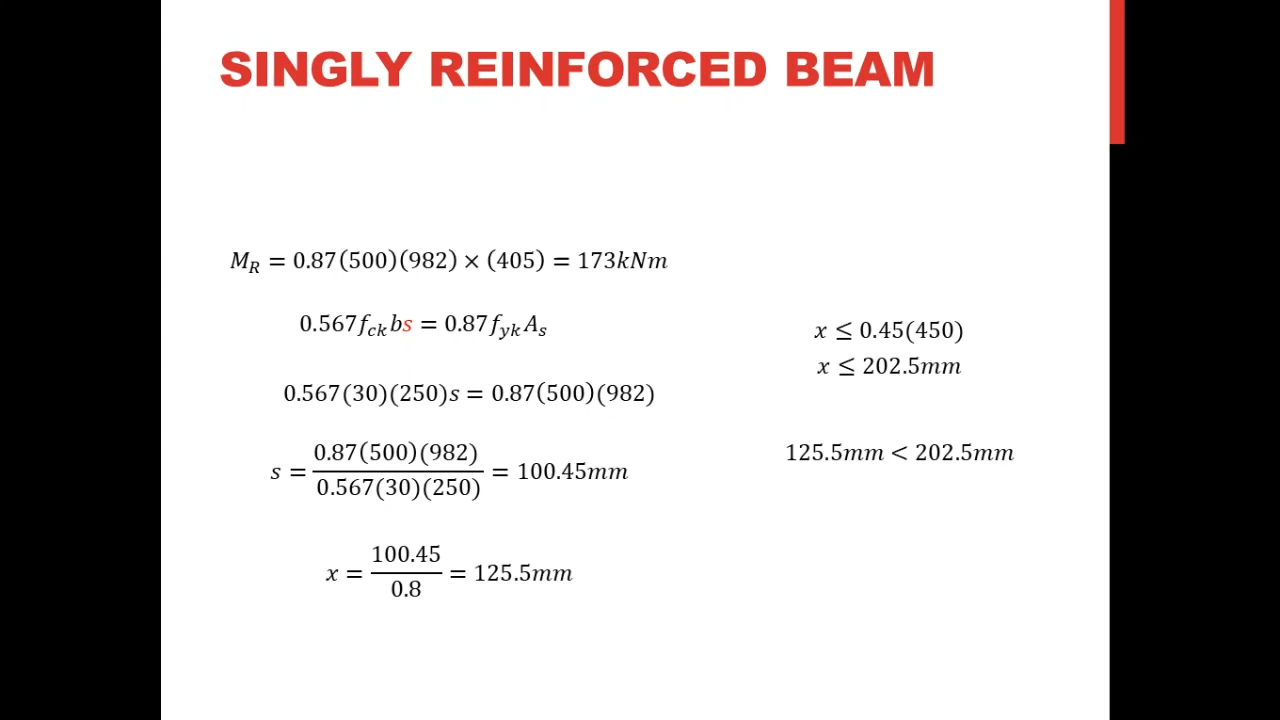 SINGLY REINFORCED BEAM
M_R = 0.87(500)(982) × (405) = 173kNm
0.567f_ck bs = 0.87f_yk A_s
0.567(30)(250)s = 0.87(500)(982)
s = 0.87(500)(982) / 0.567(30)(250) = 100.45mm
x = 100.45 / 0.8 = 125.5mm
x ≤ 0.45(450)
x ≤ 202.5mm
125.5mm < 202.5mm